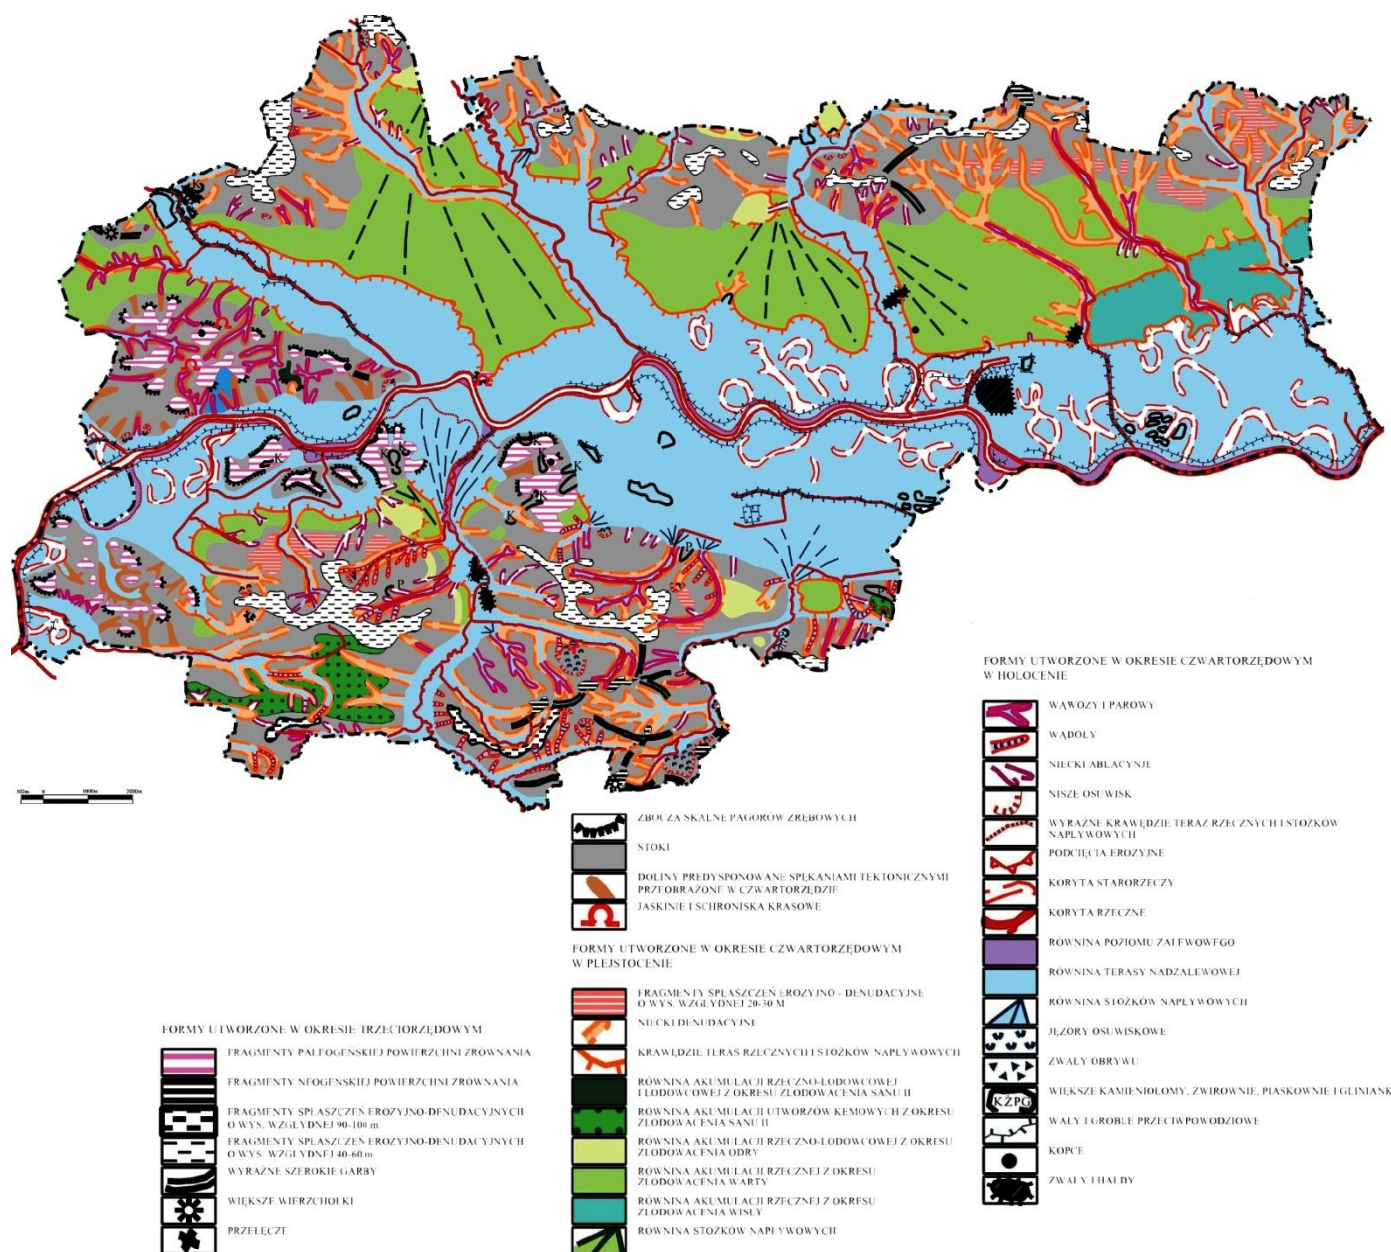 FORMY UTWORZONE W OKRESIE CZWARTORZĘDOWYM
W HOLOCENIE
WĄWOZY I PAROWY
WĄDOŁY
NIECKI ABLACYJNE
NISZE OSUWISK
WYRAŹNE KRAWĘDZIE TERAZ RZECZNYCH I STOŻKÓW
NAPŁYWOWYCH
PODCIĘCIA EROZYJNE
KORYTA STARORZECZY
KORYTA RZECZNE
RÓWNINA POZIOMU ZALEWOWEGO
RÓWNINA TERASY NADZALEWOWEJ
RÓWNINA STOŻKÓW NAPŁYWOWYCH
JĘZORY OSUWISKOWE
ZWAŁY OBRYWU
WIĘKSZE KAMIENIOŁOMY, ŻWIROWNIE, PIASKOWNIE I GLINIANK
KŻPG
WAŁY I GROBLE PRZECIWPOWODZIOWE
KOPCE
ZWAŁY I HAŁDY
ZBOCZA SKALNE PAGÓRÓW ZRĘBOWYCH
STOKI
DOLINY PREDYSPONOWANE SPĘKANIAMI TEKTONICZNYMI
PRZEOBRAŻONE W CZWARTORZĘDZIE
JASKINIE I SCHRONISKA KRASOWE
FORMY UTWORZONE W OKRESIE CZWARTORZĘDOWYM
W PLEJSTOCENIE
FRAGMENTY SPŁASZCZEŃ EROZYJNO - DENUDACYJNE
O WYS. WZGLĘDNEJ 20-30 M
NIECKI DENUDACYJNE
KRAWĘDZIE TERAS RZECZNYCH I STOŻKÓW NAPŁYWOWYCH
RÓWNINA AKUMULACJI RZECZNO-LODOWCOWEJ
I LODOWCOWEJ Z OKRESU ZLODOWACENIA SANU II
RÓWNINA AKUMULACJI UTWORZÓW KEMOWYCH Z OKRESU
ZLODOWACENIA SANU II
RÓWNINA AKUMULACJI RZECZNO-LODOWCOWEJ Z OKRESU
ZLODOWACENIA ODRY
RÓWNINA AKUMULACJI RZECZNEJ Z OKRESU
ZLODOWACENIA WARTY
RÓWNINA AKUMULACJI RZECZNEJ Z OKRESU
ZLODOWACENIA WISŁY
RÓWNINA STOŻKÓW NAPŁYWOWYCH
FORMY UTWORZONE W OKRESIE TRZECIORZĘDOWYM
FRAGMENTY PALEOGEŃSKIEJ POWIERZCHNI ZRÓWNANIA
FRAGMENTY NEOGEŃSKIEJ POWIERZCHNI ZRÓWNANIA
FRAGMENTY SPŁASZCZEŃ EROZYJNO-DENUDACYJNYCH
O WYS. WZGLĘDNEJ 90-100 m
FRAGMENTY SPŁASZCZEŃ EROZYJNO-DENUDACYJNYCH
O WYS. WZGLĘDNEJ 40-60 m
WYRAŹNE SZEROKIE GARBY
WIĘKSZE WIERZCHOŁKI
PRZEŁĘCZE